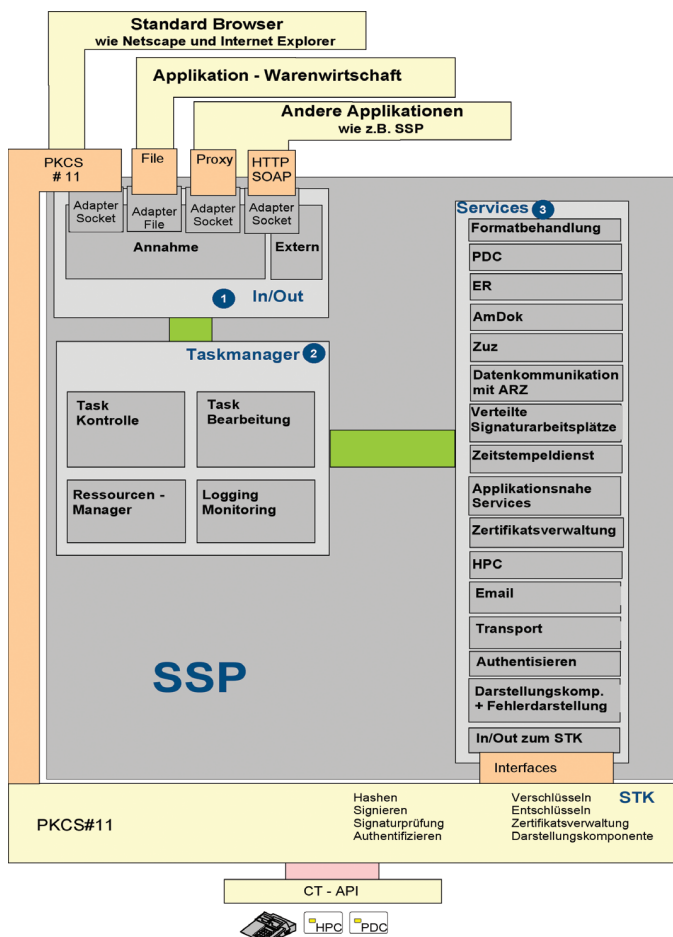 Standard Browser
wie Netscape und Internet Explorer
Applikation - Warenwirtschaft
Andere Applikationen
wie z.B. SSP
PKCS
# 11
File
Proxy
HTTP
SOAP
Adapter
Socket
Adapter
File
Adapter
Socket
Adapter
Socket
Annahme
Extern
1 In/Out
Taskmanager 2
Task
Kontrolle
Task
Bearbeitung
Ressourcen -
Manager
Logging
Monitoring
SSP
Services 3
Formatbehandlung
PDC
ER
AmDok
Zuz
Datenkommunikation
mit ARZ
Verteilte
Signaturarbeitsplätze
Zeitstempeldienst
Applikationsnahe
Services
Zertifikatsverwaltung
HPC
Email
Transport
Authentisieren
Darstellungskomp.
+ Fehlerdarstellung
In/Out zum STK
Interfaces
PKCS#11
Hashen
Signieren
Signaturprüfung
Authentifizieren
Verschlüsseln
Entschlüsseln
Zertifikatsverwaltung
Darstellungskomponente
STK
CT - API
HPC
PDC